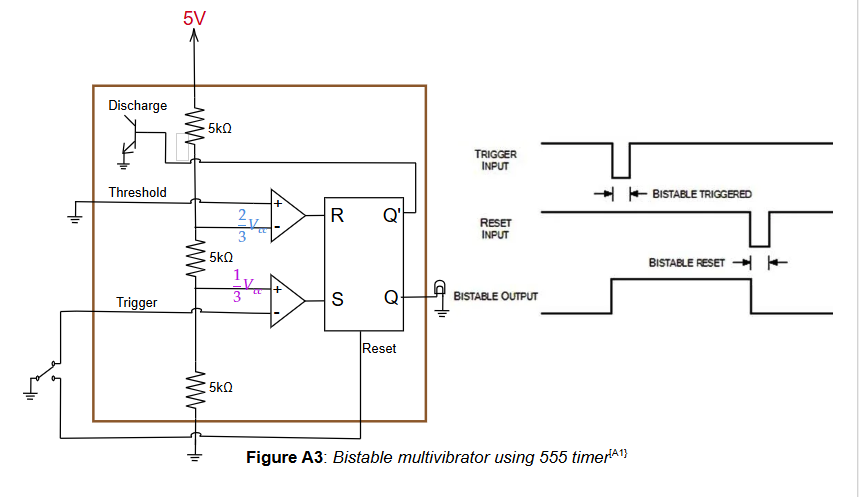 5V
Discharge
5kΩ
Threshold
2/3 Vcc
5kΩ
1/3 Vcc
Trigger
5kΩ
R
Q'
S
Q
Reset
+
-
+
-
TRIGGER
INPUT
BISTABLE TRIGGERED
RESET
INPUT
BISTABLE RESET
BISTABLE OUTPUT
Figure A3: Bistable multivibrator using 555 timer[A1]